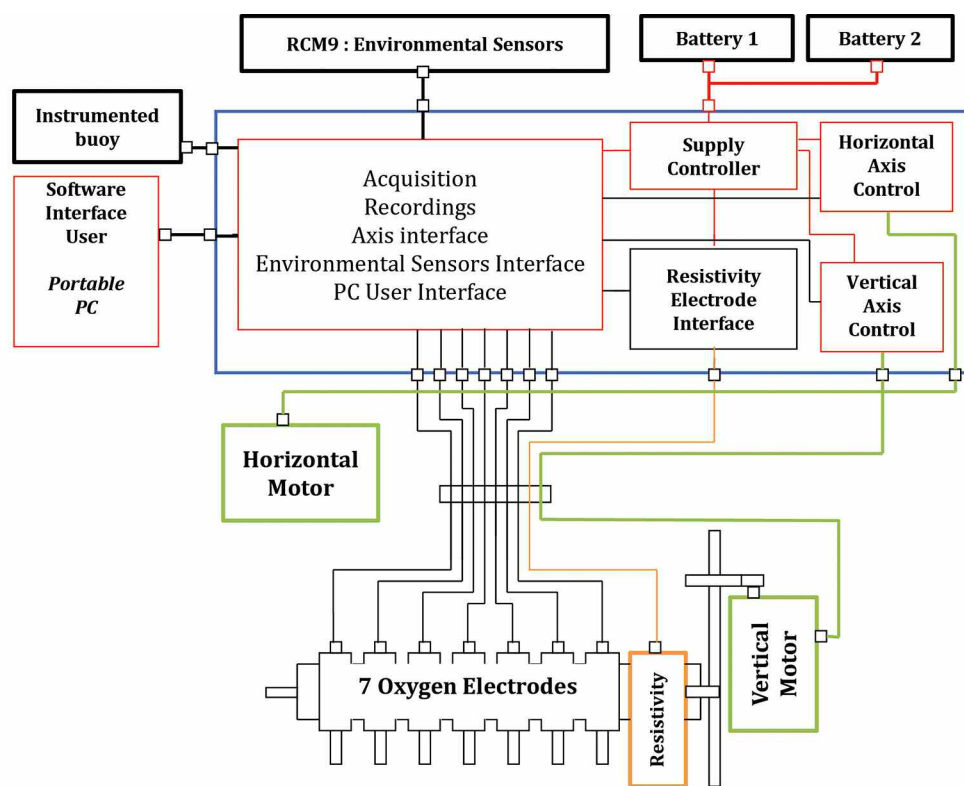 RCM9 : Environmental Sensors
Battery 1
Battery 2
Instrumented
buoy
Software
Interface
User
Portable
PC
Acquisition
Recordings
Axis interface
Environmental Sensors Interface
PC User Interface
Supply
Controller
Horizontal
Axis
Control
Resistivity
Electrode
Interface
Vertical
Axis
Control
Horizontal
Motor
7 Oxygen Electrodes
Resistivity
Vertical
Motor